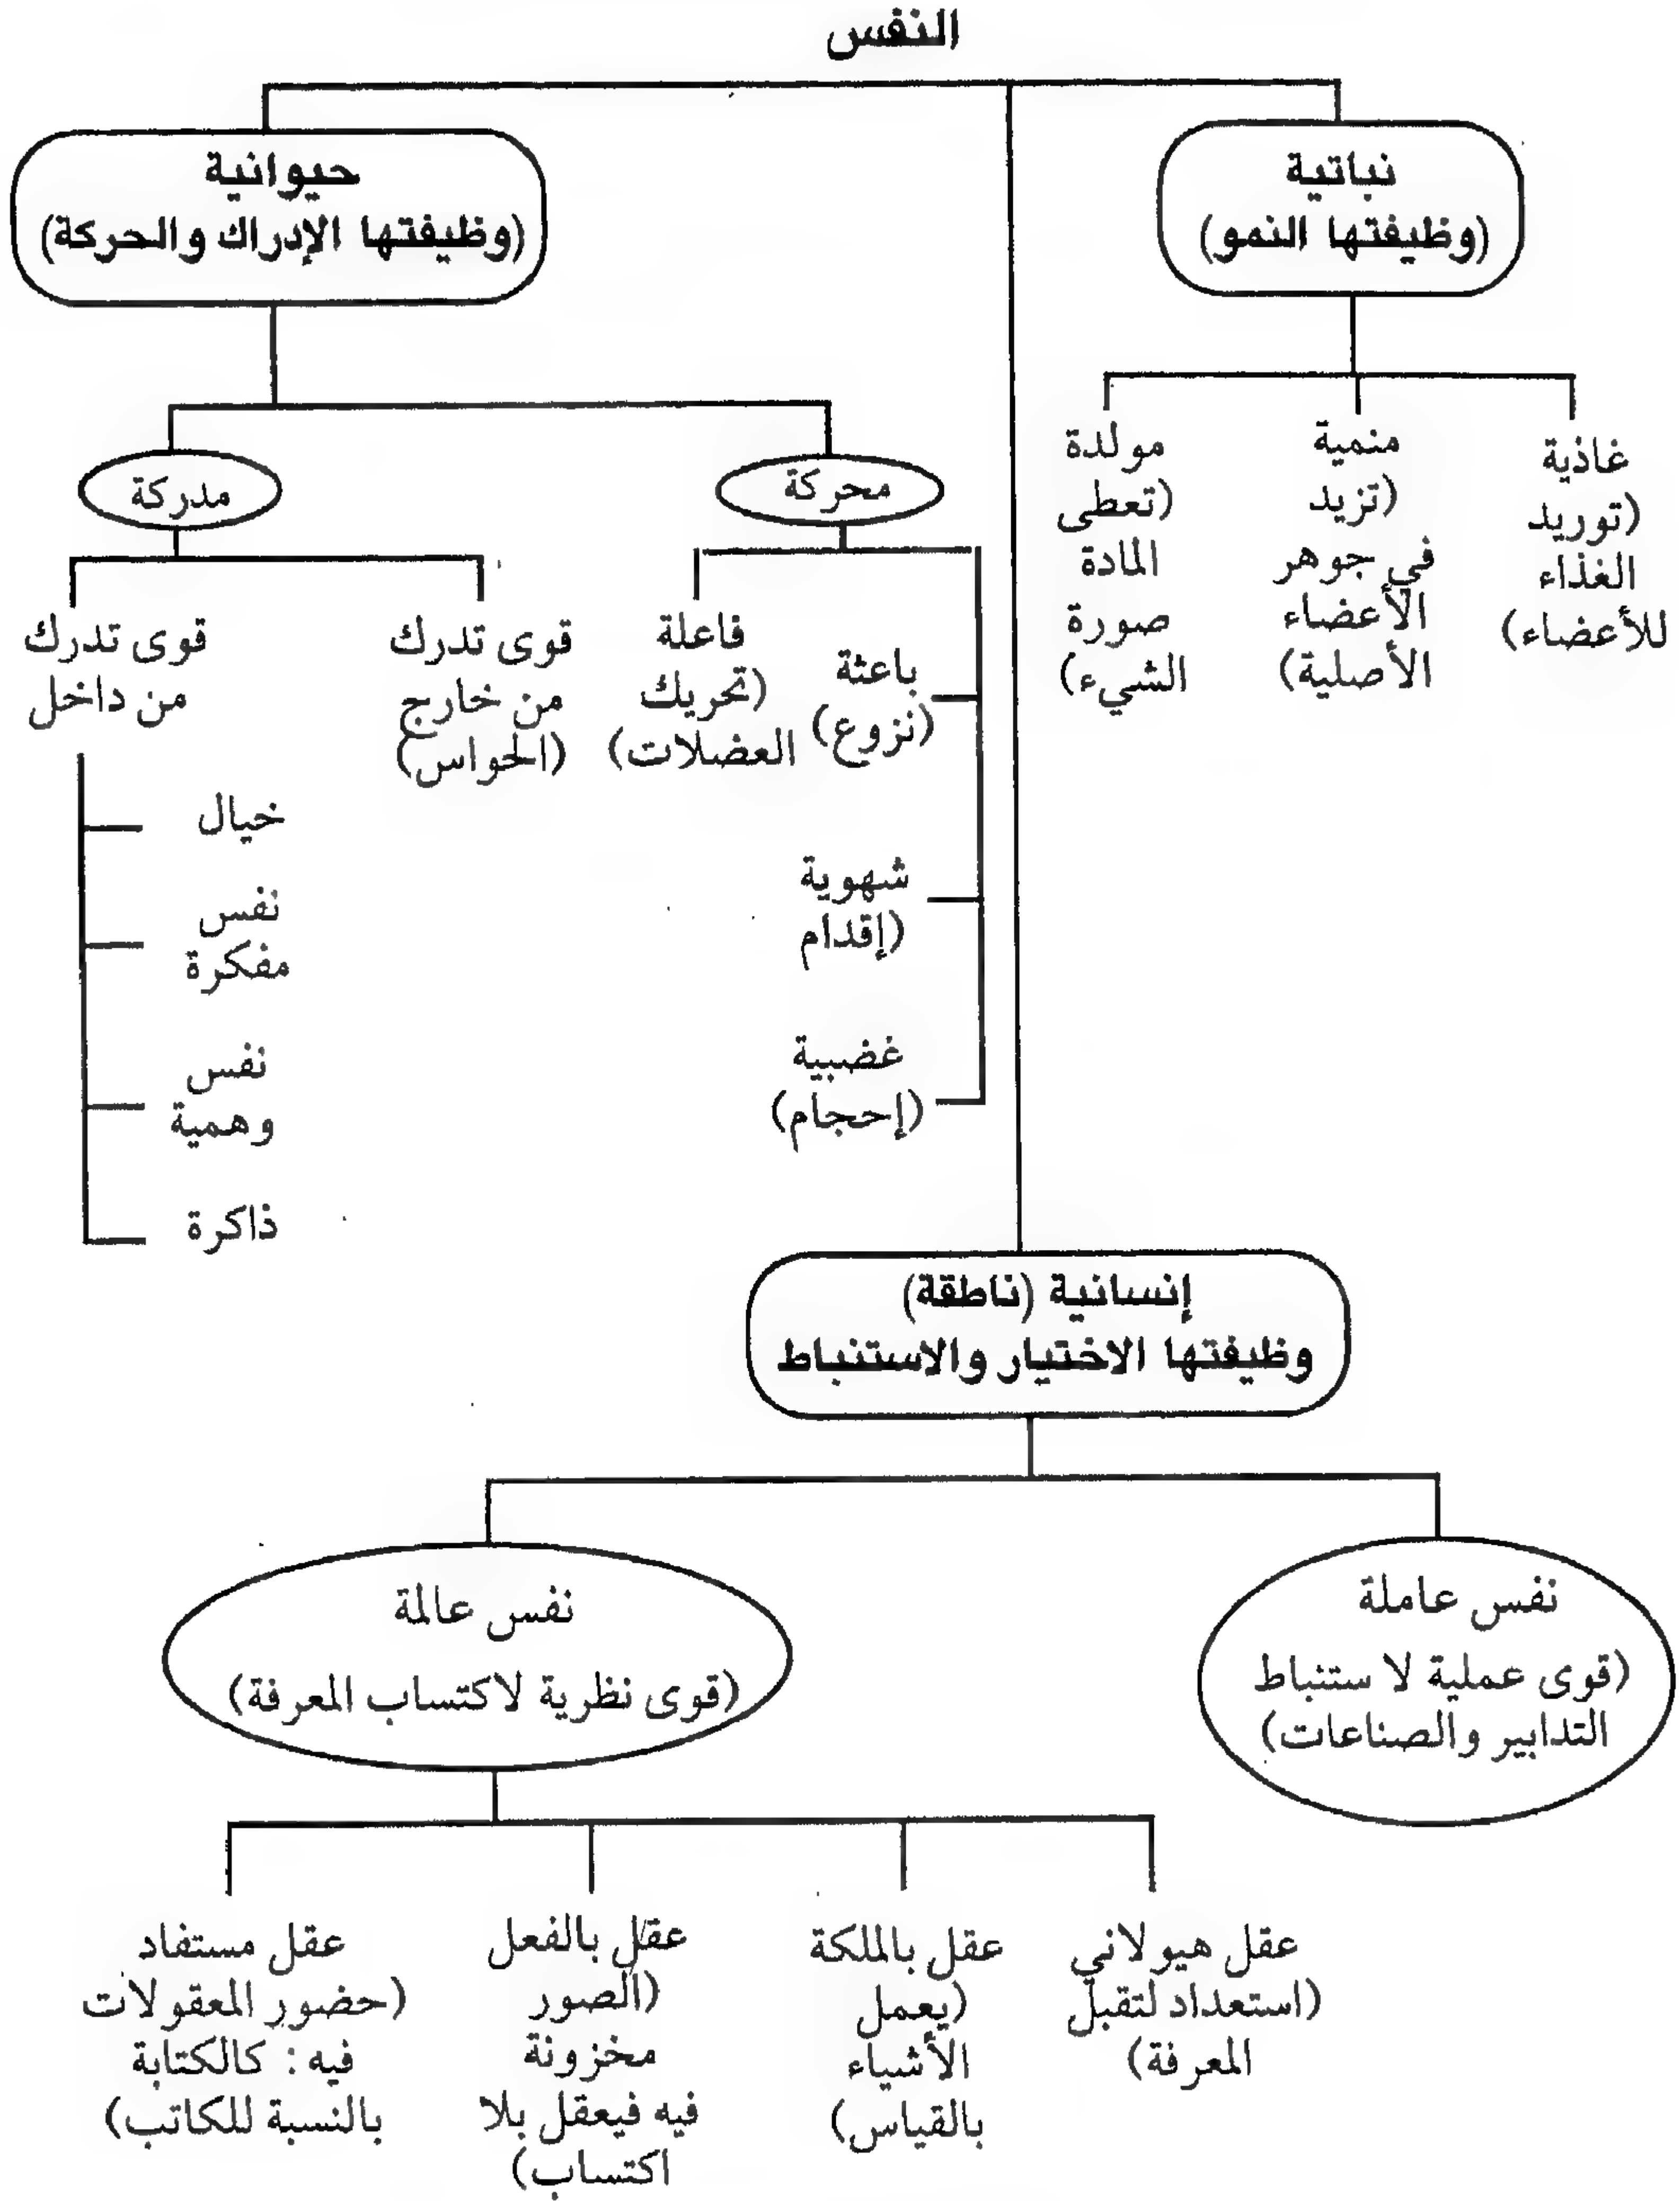 النفس
نباتية
(وظيفتها النمو)
حيوانية
(وظيفتها الإدراك والحركة)
غاذية
(توريد
الغذاء
للأعضاء)
منمية
(تزيد
في جوهر
الأعضاء
الأصلية)
مولدة
(تعطى
المادة
صورة
الشيء)
محركة
مدركة
باعثة
(نزوع)
شهوية
(إقدام)
غضبية
(إحجام)
فاعلة
(تحريك
العضلات)
قوى تدرك
من خارج
(الحواس)
قوى تدرك
من داخل
خيال
نفس
مفكرة
نفس
وهمية
ذاكرة
إنسانية (ناطقة)
وظيفتها الاختيار والاستنباط
نفس عاملة
(قوى عملية لا ستنباط
التدابير والصناعات)
نفس عالمة
(قوى نظرية لاكتساب المعرفة)
عقل هيولاني
(استعداد لتقبل
المعرفة)
عقل بالملكة
(يعمل
الأشياء
بالقياس)
عقل بالفعل
(الصور
مخزونة
فيه فيعقل بلا
اكتساب)
عقل مستفاد
(حضور المعقولات
فيه : كالكتابة
بالنسبة للكاتب)